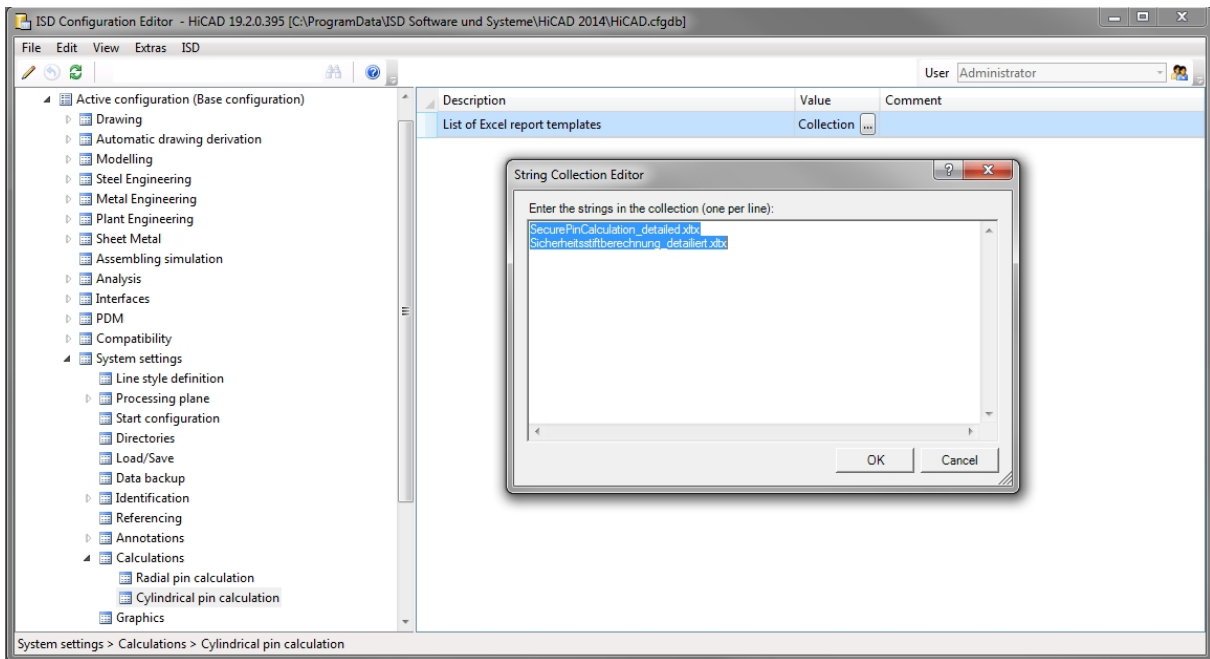 ISD Configuration Editor - HiCAD 19.2.0.395 [C:\ProgramData\ISD Software und Systeme\HiCAD 2014\HiCAD.cfgdb]
File Edit View Extras ISD
User Administrator
Active configuration (Base configuration)
Drawing
Automatic drawing derivation
Modelling
Steel Engineering
Metal Engineering
Plant Engineering
Sheet Metal
Assembling simulation
Analysis
Interfaces
PDM
Compatibility
System settings
Line style definition
Processing plane
Start configuration
Directories
Load/Save
Data backup
Identification
Referencing
Annotations
Calculations
Radial pin calculation
Cylindrical pin calculation
Graphics
Description Value Comment
List of Excel report templates Collection ...
String Collection Editor
Enter the strings in the collection (one per line):
SecurePinCalculation_detailed.xltx
Sicherheitsstiftberechnung_detailiert.xltx
OK Cancel
System settings > Calculations > Cylindrical pin calculation